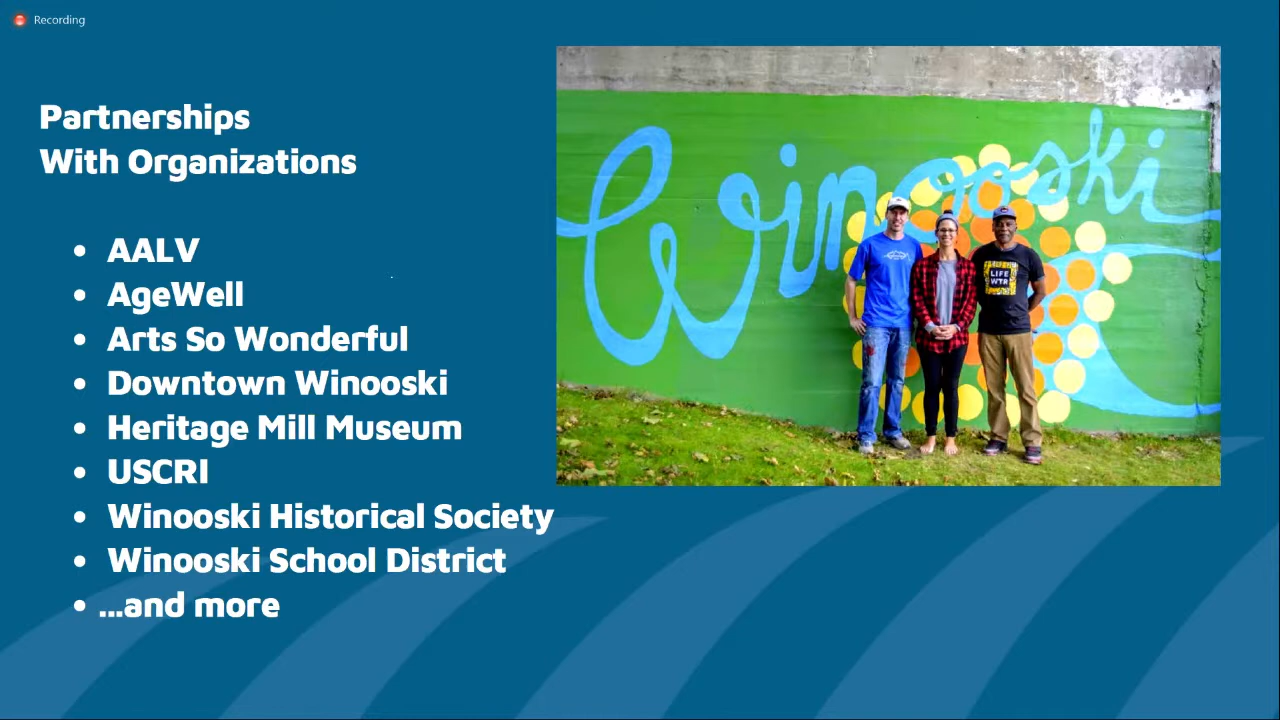 Recording
Partnerships
With Organizations
• AALV
• AgeWell
• Arts So Wonderful
• Downtown Winooski
• Heritage Mill Museum
• USCRI
• Winooski Historical Society
• Winooski School District
• ...and more
Winooski
LIFE
WTR